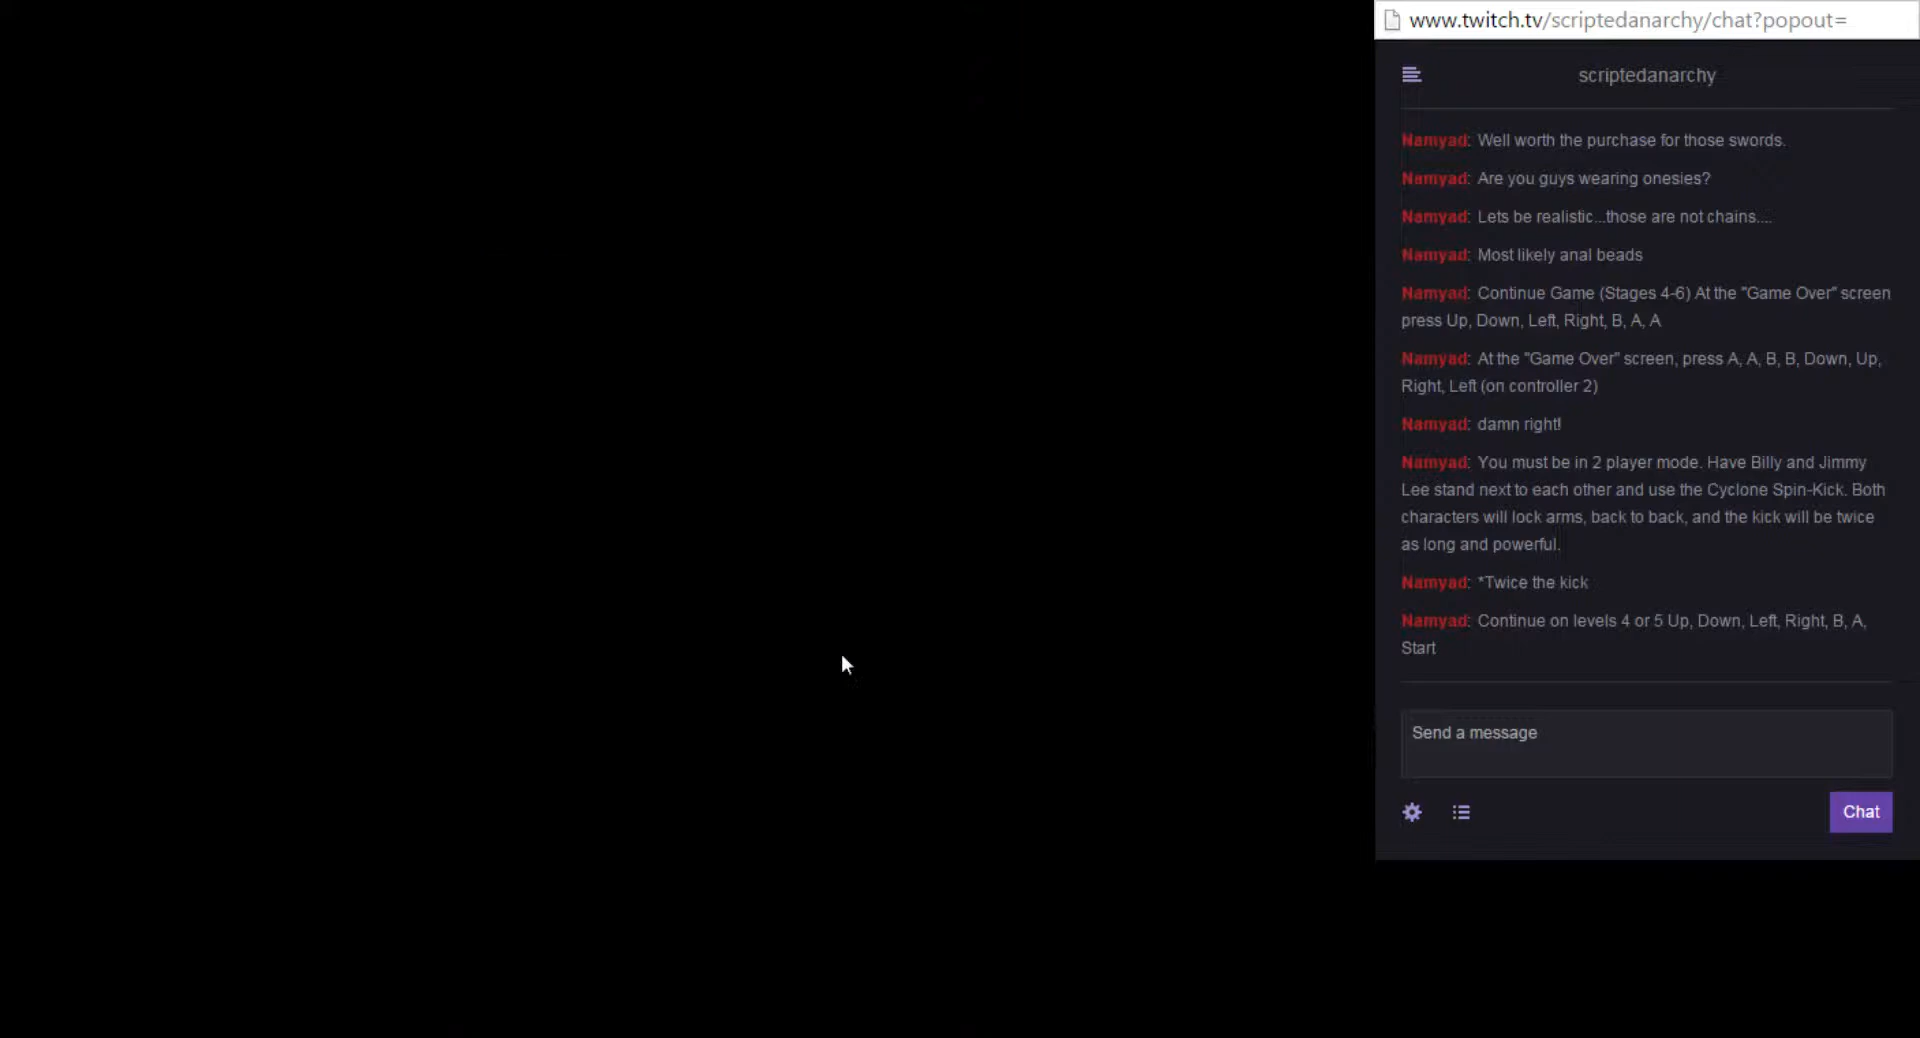 www.twitch.tv/scriptedanarchy/chat?popout=
scriptedanarchy
Namyad: Well worth the purchase for those swords.
Namyad: Are you guys wearing onesies?
Namyad: Lets be realistic...those are not chains....
Namyad: Most likely anal beads
Namyad: Continue Game (Stages 4-6) At the "Game Over" screen
press Up, Down, Left, Right, B, A, A
Namyad: At the "Game Over" screen, press A, A, B, B, Down, Up,
Right, Left (on controller 2)
Namyad: damn right!
Namyad: You must be in 2 player mode. Have Billy and Jimmy
Lee stand next to each other and use the Cyclone Spin-Kick. Both
characters will lock arms, back to back, and the kick will be twice
as long and powerful.
Namyad: *Twice the kick
Namyad: Continue on levels 4 or 5 Up, Down, Left, Right, B, A,
Start
Send a message
Chat